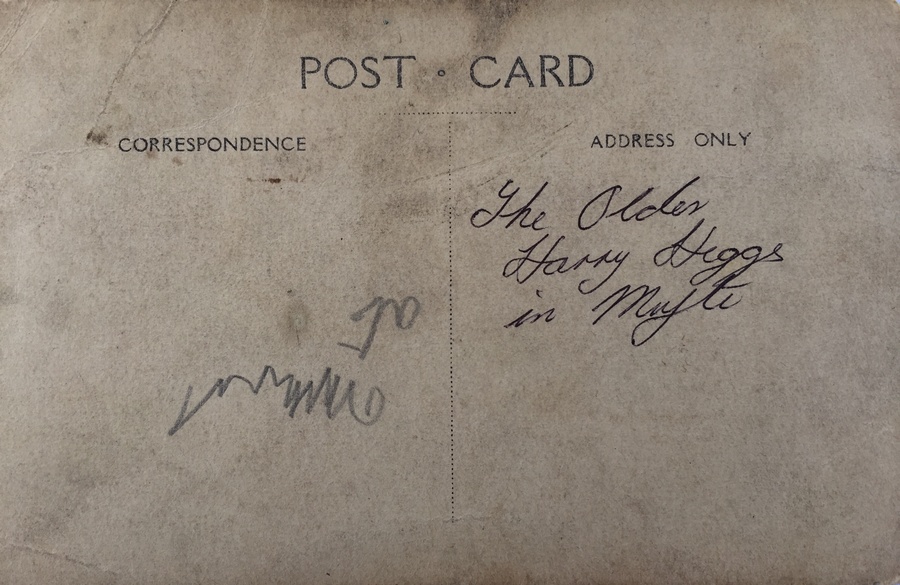 POST · CARD
CORRESPONDENCE
ADDRESS ONLY
The Older
Harry Higgs
in Mufti